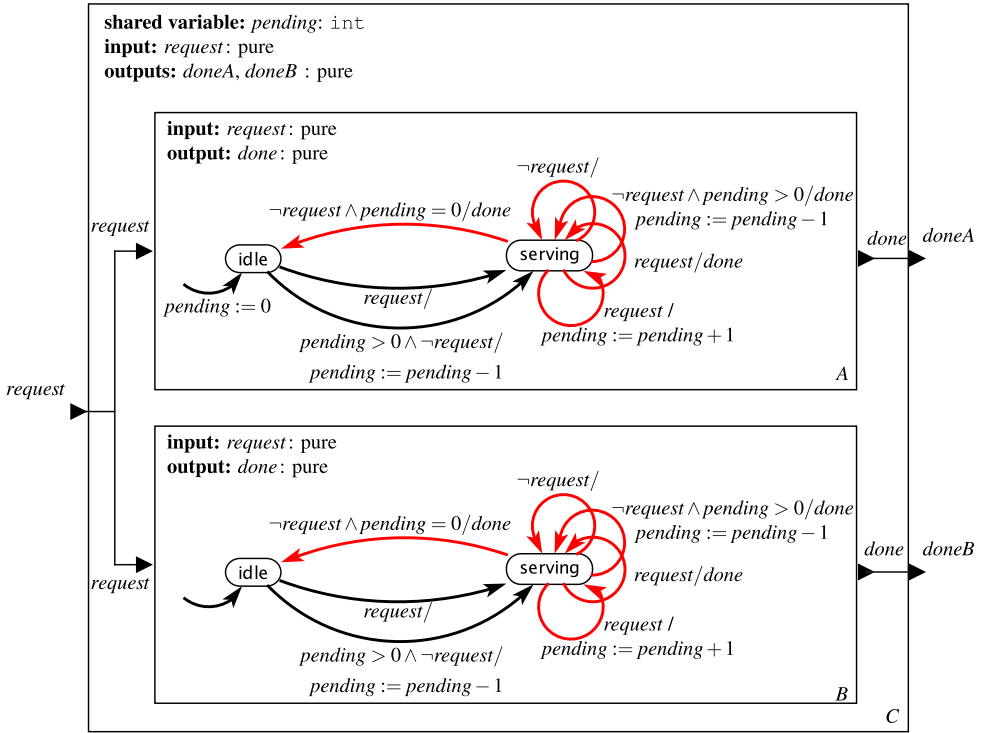 shared variable: pending: int
input: request: pure
outputs: doneA, doneB : pure
input: request: pure
output: done: pure
¬request/
¬request ∧ pending > 0/done
pending := pending − 1
¬request ∧ pending = 0/done
request
idle
serving
request/done
done
doneA
pending := 0
request/
request /
pending := pending + 1
pending > 0 ∧ ¬request/
pending := pending − 1
A
request
input: request: pure
output: done: pure
¬request/
¬request ∧ pending > 0/done
pending := pending − 1
¬request ∧ pending = 0/done
done
doneB
idle
serving
request/done
request
request/
request /
pending := pending + 1
pending > 0 ∧ ¬request/
pending := pending − 1
B
C